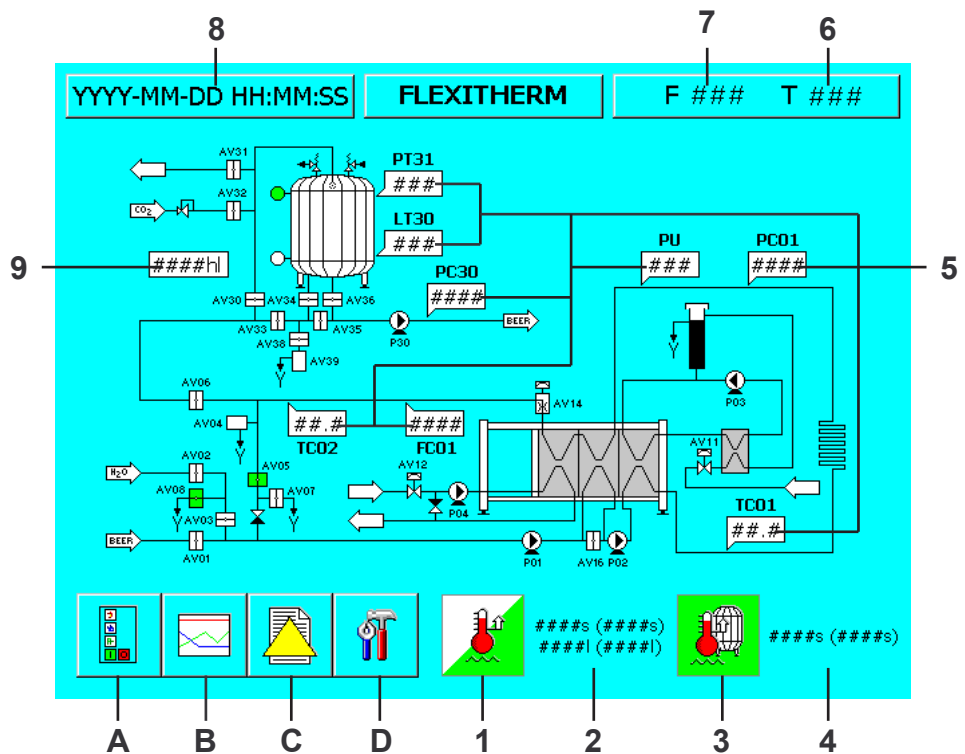 8
7
6
YYYY-MM-DD HH:MM:SS
FLEXITHERM
F ### T ###
AV31
PT31
###
AV32
CO₂
LT30
###
9
####hl
PU
###
PC01
####
5
PC30
####
AV30
AV34
AV36
AV33
AV35
BEER
P30
AV38
AV39
AV06
AV14
P03
##.#
TC02
####
FC01
AV04
AV11
AV02
H₂O
AV05
AV12
AV08
AV07
TC01
##.#
AV03
P04
BEER
AV01
P01
AV16
P02
####s (####s)
####l (####l)
####s (####s)
A
B
C
D
1
2
3
4